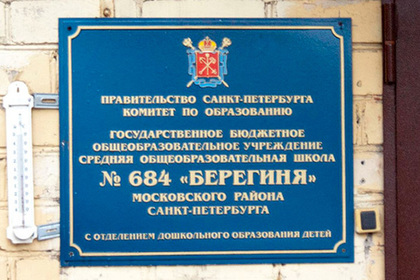 ПРАВИТЕЛЬСТВО САНКТ-ПЕТЕРБУРГА
КОМИТЕТ ПО ОБРАЗОВАНИЮ
ГОСУДАРСТВЕННОЕ БЮДЖЕТНОЕ
ОБЩЕОБРАЗОВАТЕЛЬНОЕ УЧРЕЖДЕНИЕ
СРЕДНЯЯ ОБЩЕОБРАЗОВАТЕЛЬНАЯ ШКОЛА
№ 684 «БЕРЕГИНЯ»
МОСКОВСКОГО РАЙОНА
САНКТ-ПЕТЕРБУРГА
С ОТДЕЛЕНИЕМ ДОШКОЛЬНОГО ОБРАЗОВАНИЯ ДЕТЕЙ